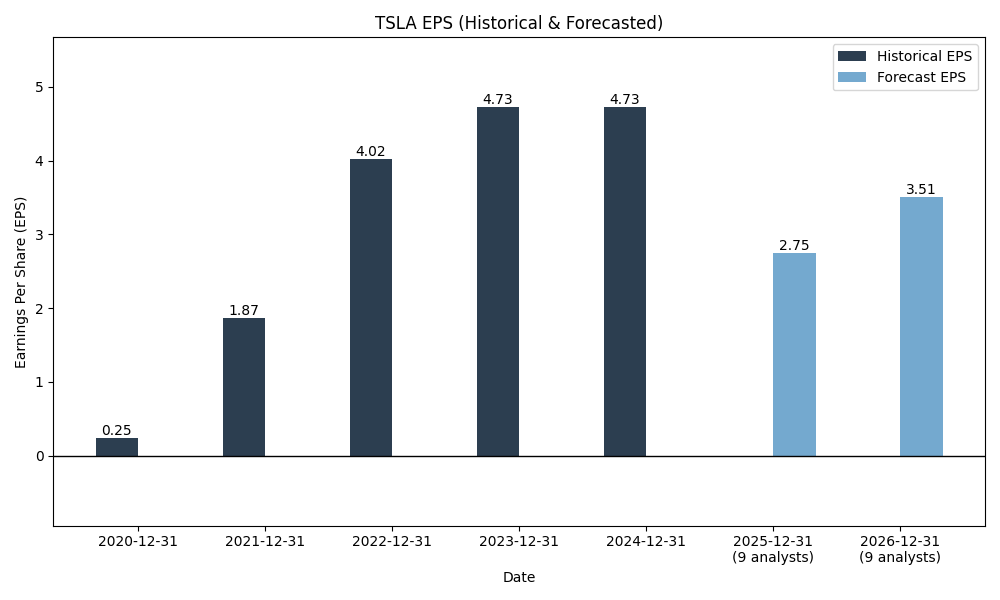 TSLA EPS (Historical & Forecasted)
Historical EPS
Forecast EPS
Earnings Per Share (EPS)
5
4
3
2
1
0
0.25
1.87
4.02
4.73
4.73
2.75
3.51
2020-12-31
2021-12-31
2022-12-31
2023-12-31
2024-12-31
2025-12-31
(9 analysts)
2026-12-31
(9 analysts)
Date